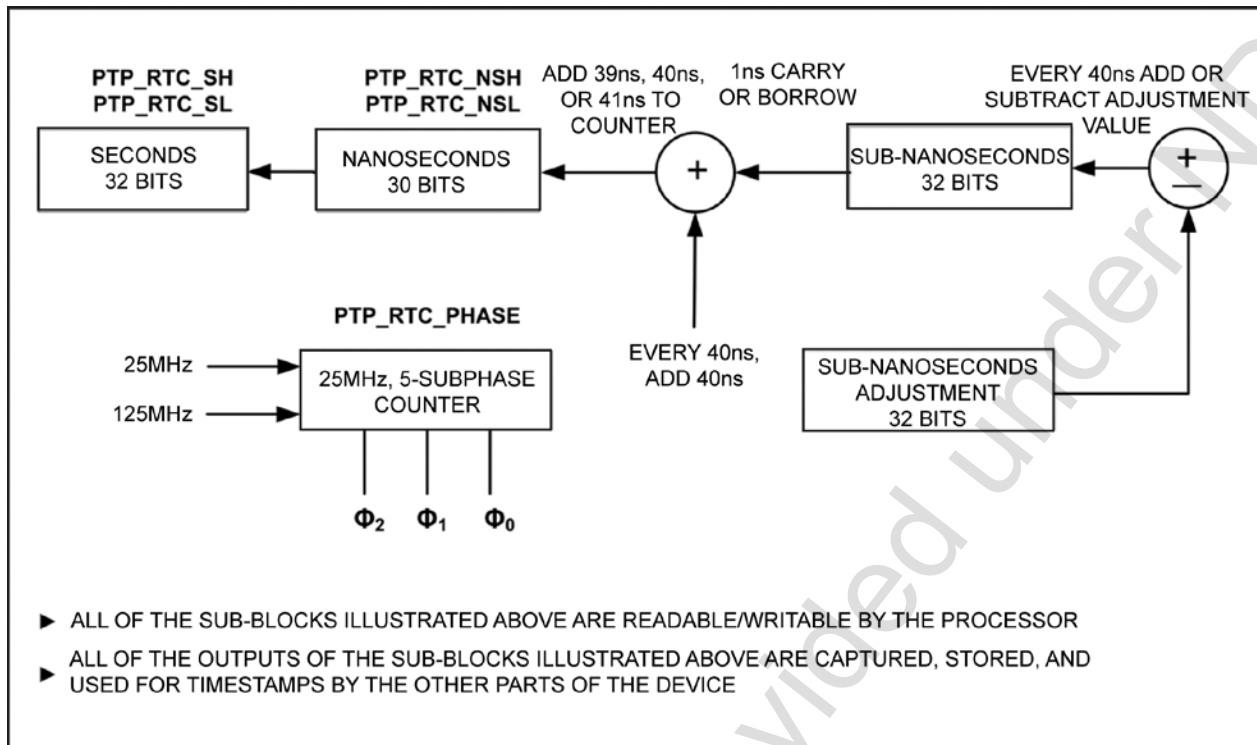 PTP_RTC_SH
PTP_RTC_SL
SECONDS
32 BITS
PTP_RTC_NSH
PTP_RTC_NSL
NANOSECONDS
30 BITS
ADD 39ns, 40ns,
OR 41ns TO
COUNTER
+
1ns CARRY
OR BORROW
SUB-NANOSECONDS
32 BITS
EVERY 40ns ADD OR
SUBTRACT ADJUSTMENT
VALUE
+
—
PTP_RTC_PHASE
25MHz
125MHz
25MHz, 5-SUBPHASE
COUNTER
Φ2 Φ1 Φ0
EVERY 40ns,
ADD 40ns
SUB-NANOSECONDS
ADJUSTMENT
32 BITS
► ALL OF THE SUB-BLOCKS ILLUSTRATED ABOVE ARE READABLE/WRITABLE BY THE PROCESSOR
► ALL OF THE OUTPUTS OF THE SUB-BLOCKS ILLUSTRATED ABOVE ARE CAPTURED, STORED, AND
USED FOR TIMESTAMPS BY THE OTHER PARTS OF THE DEVICE
vided under ND